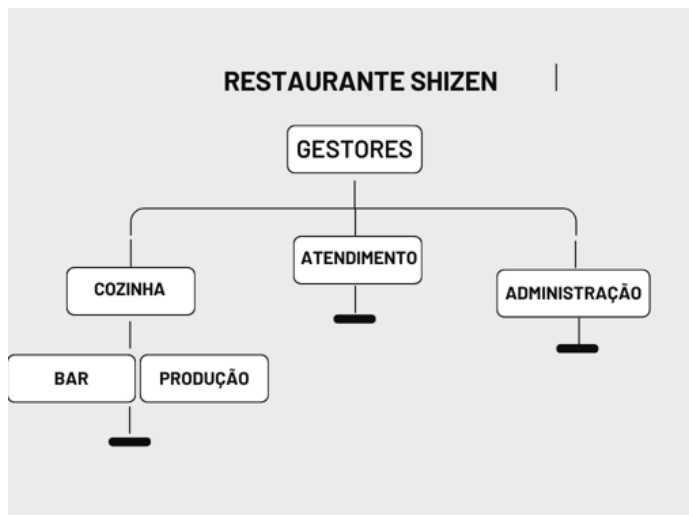 RESTAURANTE SHIZEN
GESTORES
ATENDIMENTO
COZINHA
ADMINISTRAÇÃO
BAR
PRODUÇÃO